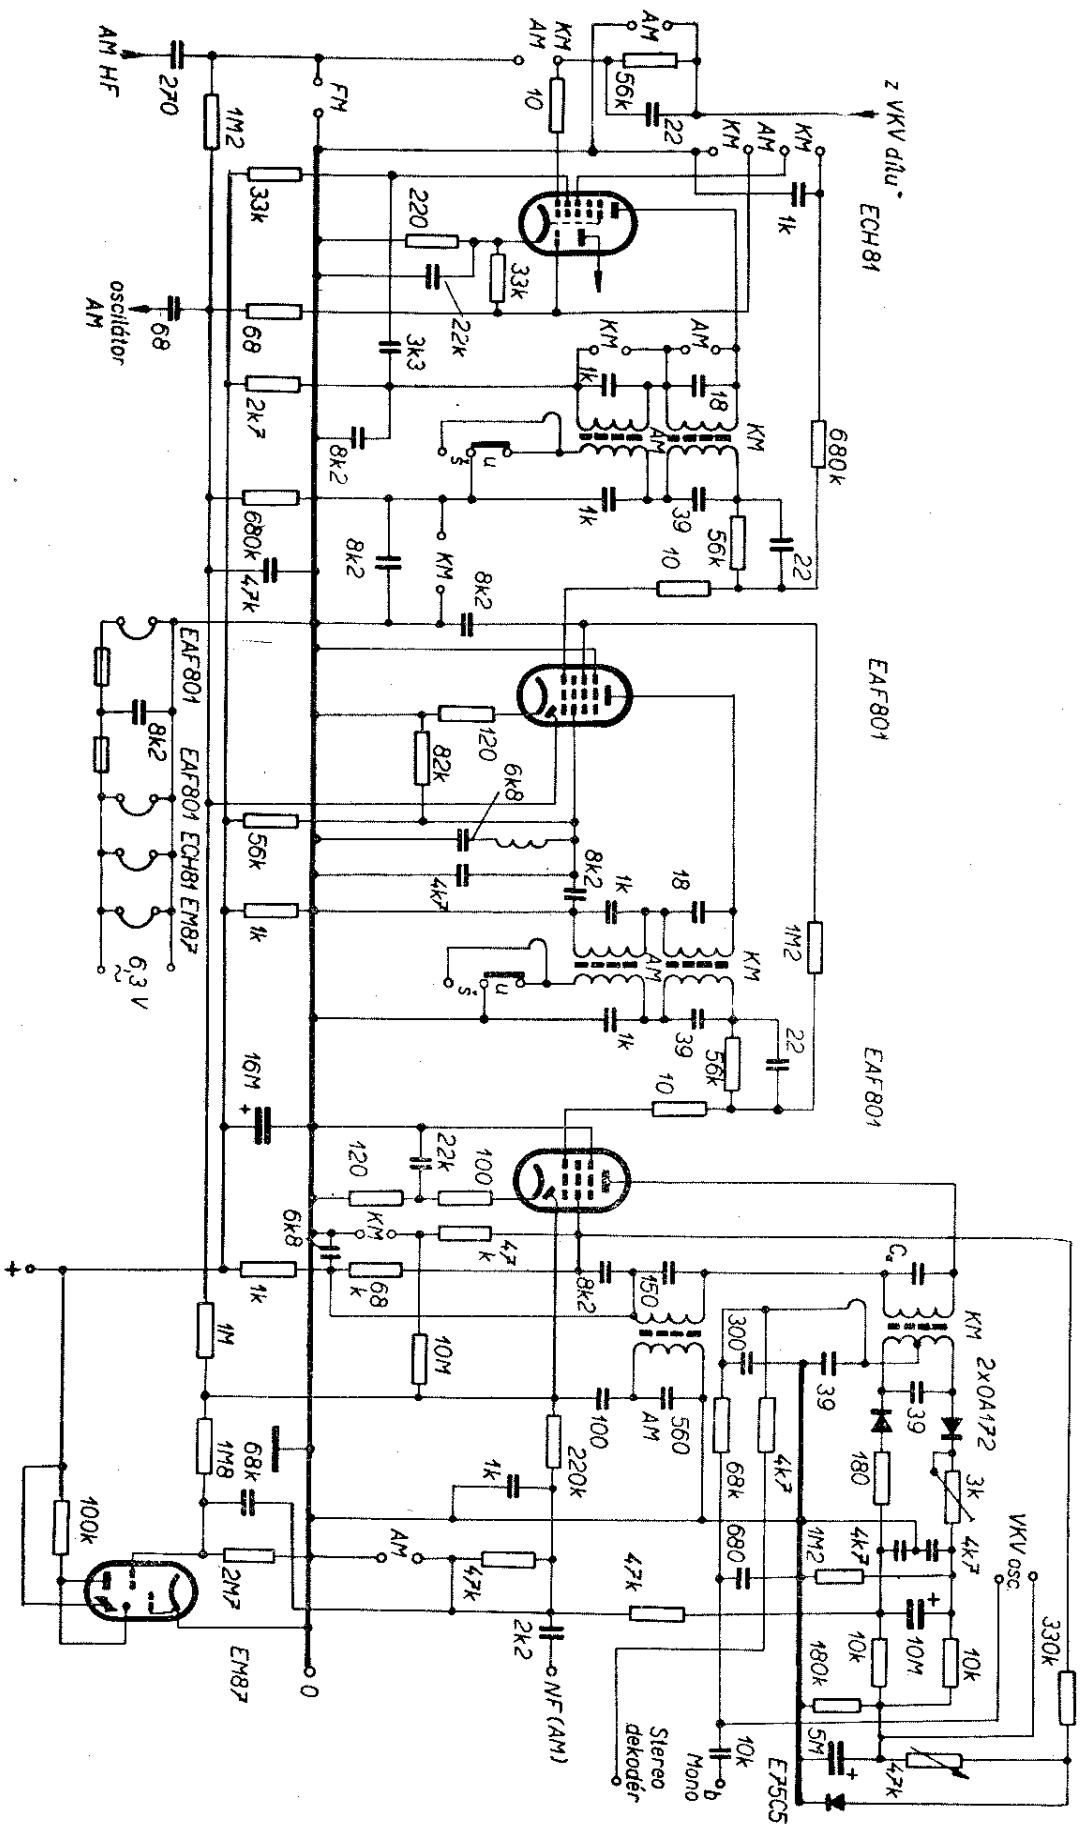 z VKV dílu
ECH81
EAF801
EAF801
KM
AM
KM
1k
680k
22
1M2
22
KM
2x0A172
VKV osc.
330k
AM
56k
22
KM
AM
10
AM
KM
18
1k
KM
AM
39
1k
56k
10
18
1k
KM
AM
39
1k
56k
10
Ca
39
180
3k
4k7
4k7
1M2
10M
+
10k
10k
180k
5M
+
47k
E75C5
33k
220
22k
3k3
u
š
8k2
8k2
KM
8k2
120
82k
6k8
4k7
8k2
u
š
39
300
4k7
68k
680
10k
b
Mono
Stereo
dekodér
150
8k2
560
AM
100
220k
1k
47k
47k
2k2
NF (AM)
FM
120
22k
100
KM
47
k
68
k
6k8
10M
AM
0
AM HF
270
1M2
33k
68
68
oscilátor
AM
2k7
680k
47k
56k
1k
16M
+
1k
1M
1M8
68k
2M7
EM87
100k
+
EAF801
8k2
EAF801
ECH81
EM87
6,3 V
~